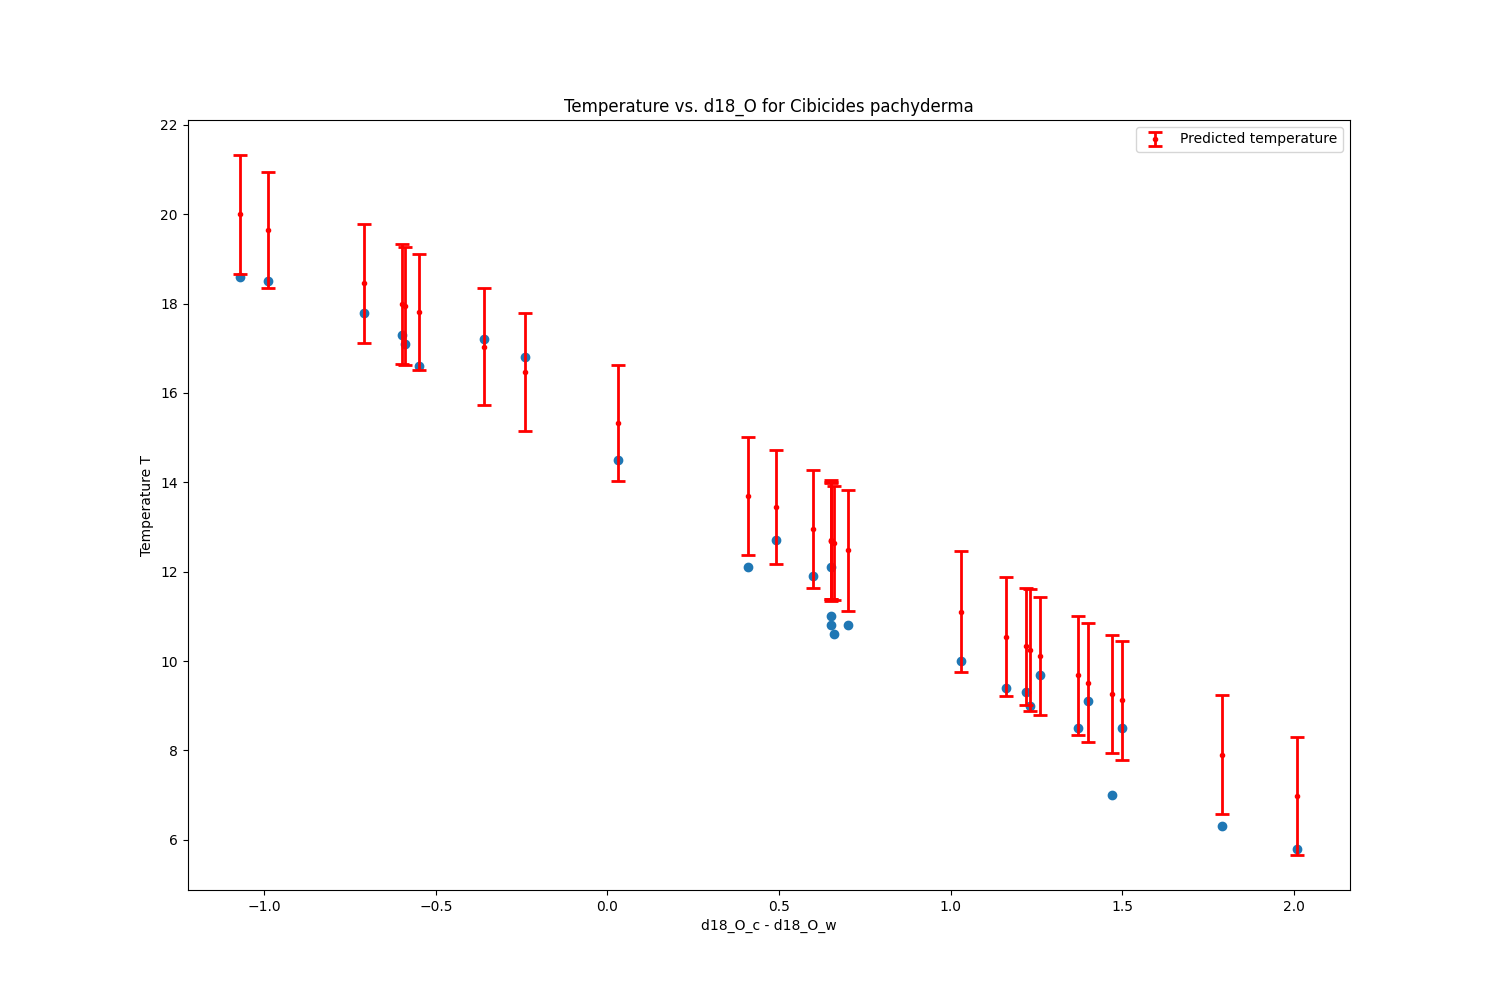 Temperature vs. d18_O for Cibicides pachyderma
Predicted temperature
22
20
18
16
14
12
10
8
6
Temperature T
−1.0 −0.5 0.0 0.5 1.0 1.5 2.0
d18_O_c - d18_O_w